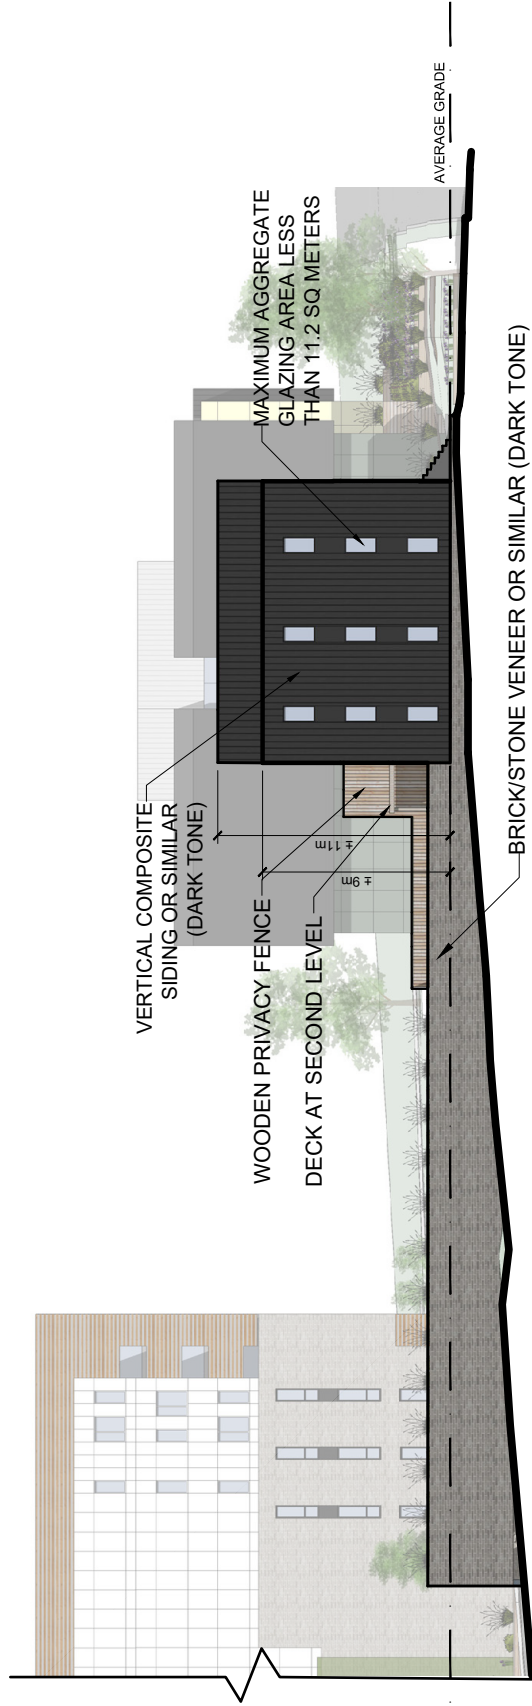 VERTICAL COMPOSITE
SIDING OR SIMILAR
(DARK TONE)
WOODEN PRIVACY FENCE
DECK AT SECOND LEVEL
± 11m
± 9m
MAXIMUM AGGREGATE
GLAZING AREA LESS
THAN 11.2 SQ METERS
AVERAGE GRADE
BRICK/STONE VENEER OR SIMILAR (DARK TONE)